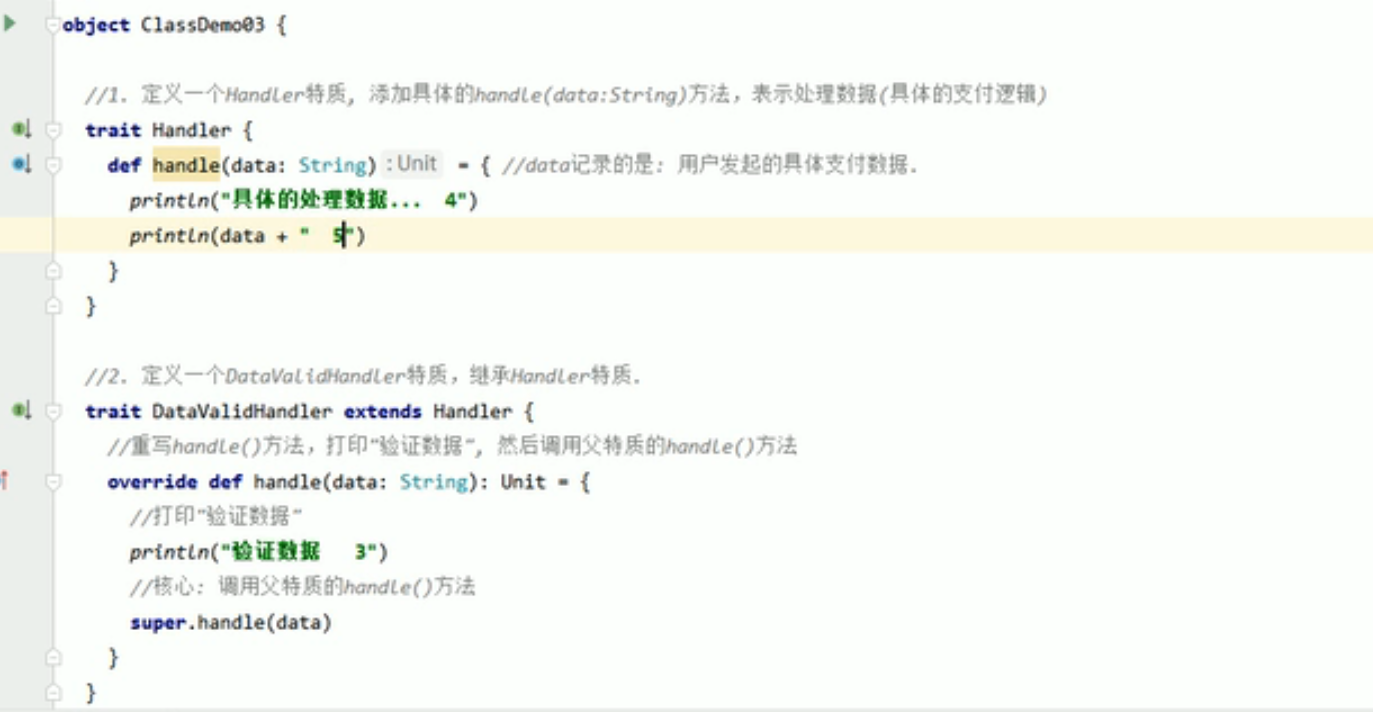 object ClassDemo03 {
//1. 定义一个Handler特质, 添加具体的handle(data:String)方法，表示处理数据(具体的支付逻辑)
trait Handler {
def handle(data: String) :Unit = { //data记录的是: 用户发起的具体支付数据.
println("具体的处理数据... 4")
println(data + " 5")
}
}
//2. 定义一个DataValidHandler特质，继承Handler特质.
trait DataValidHandler extends Handler {
//重写handle()方法，打印"验证数据", 然后调用父特质的handle()方法
override def handle(data: String): Unit = {
//打印"验证数据"
println("验证数据 3")
//核心: 调用父特质的handle()方法
super.handle(data)
}
}